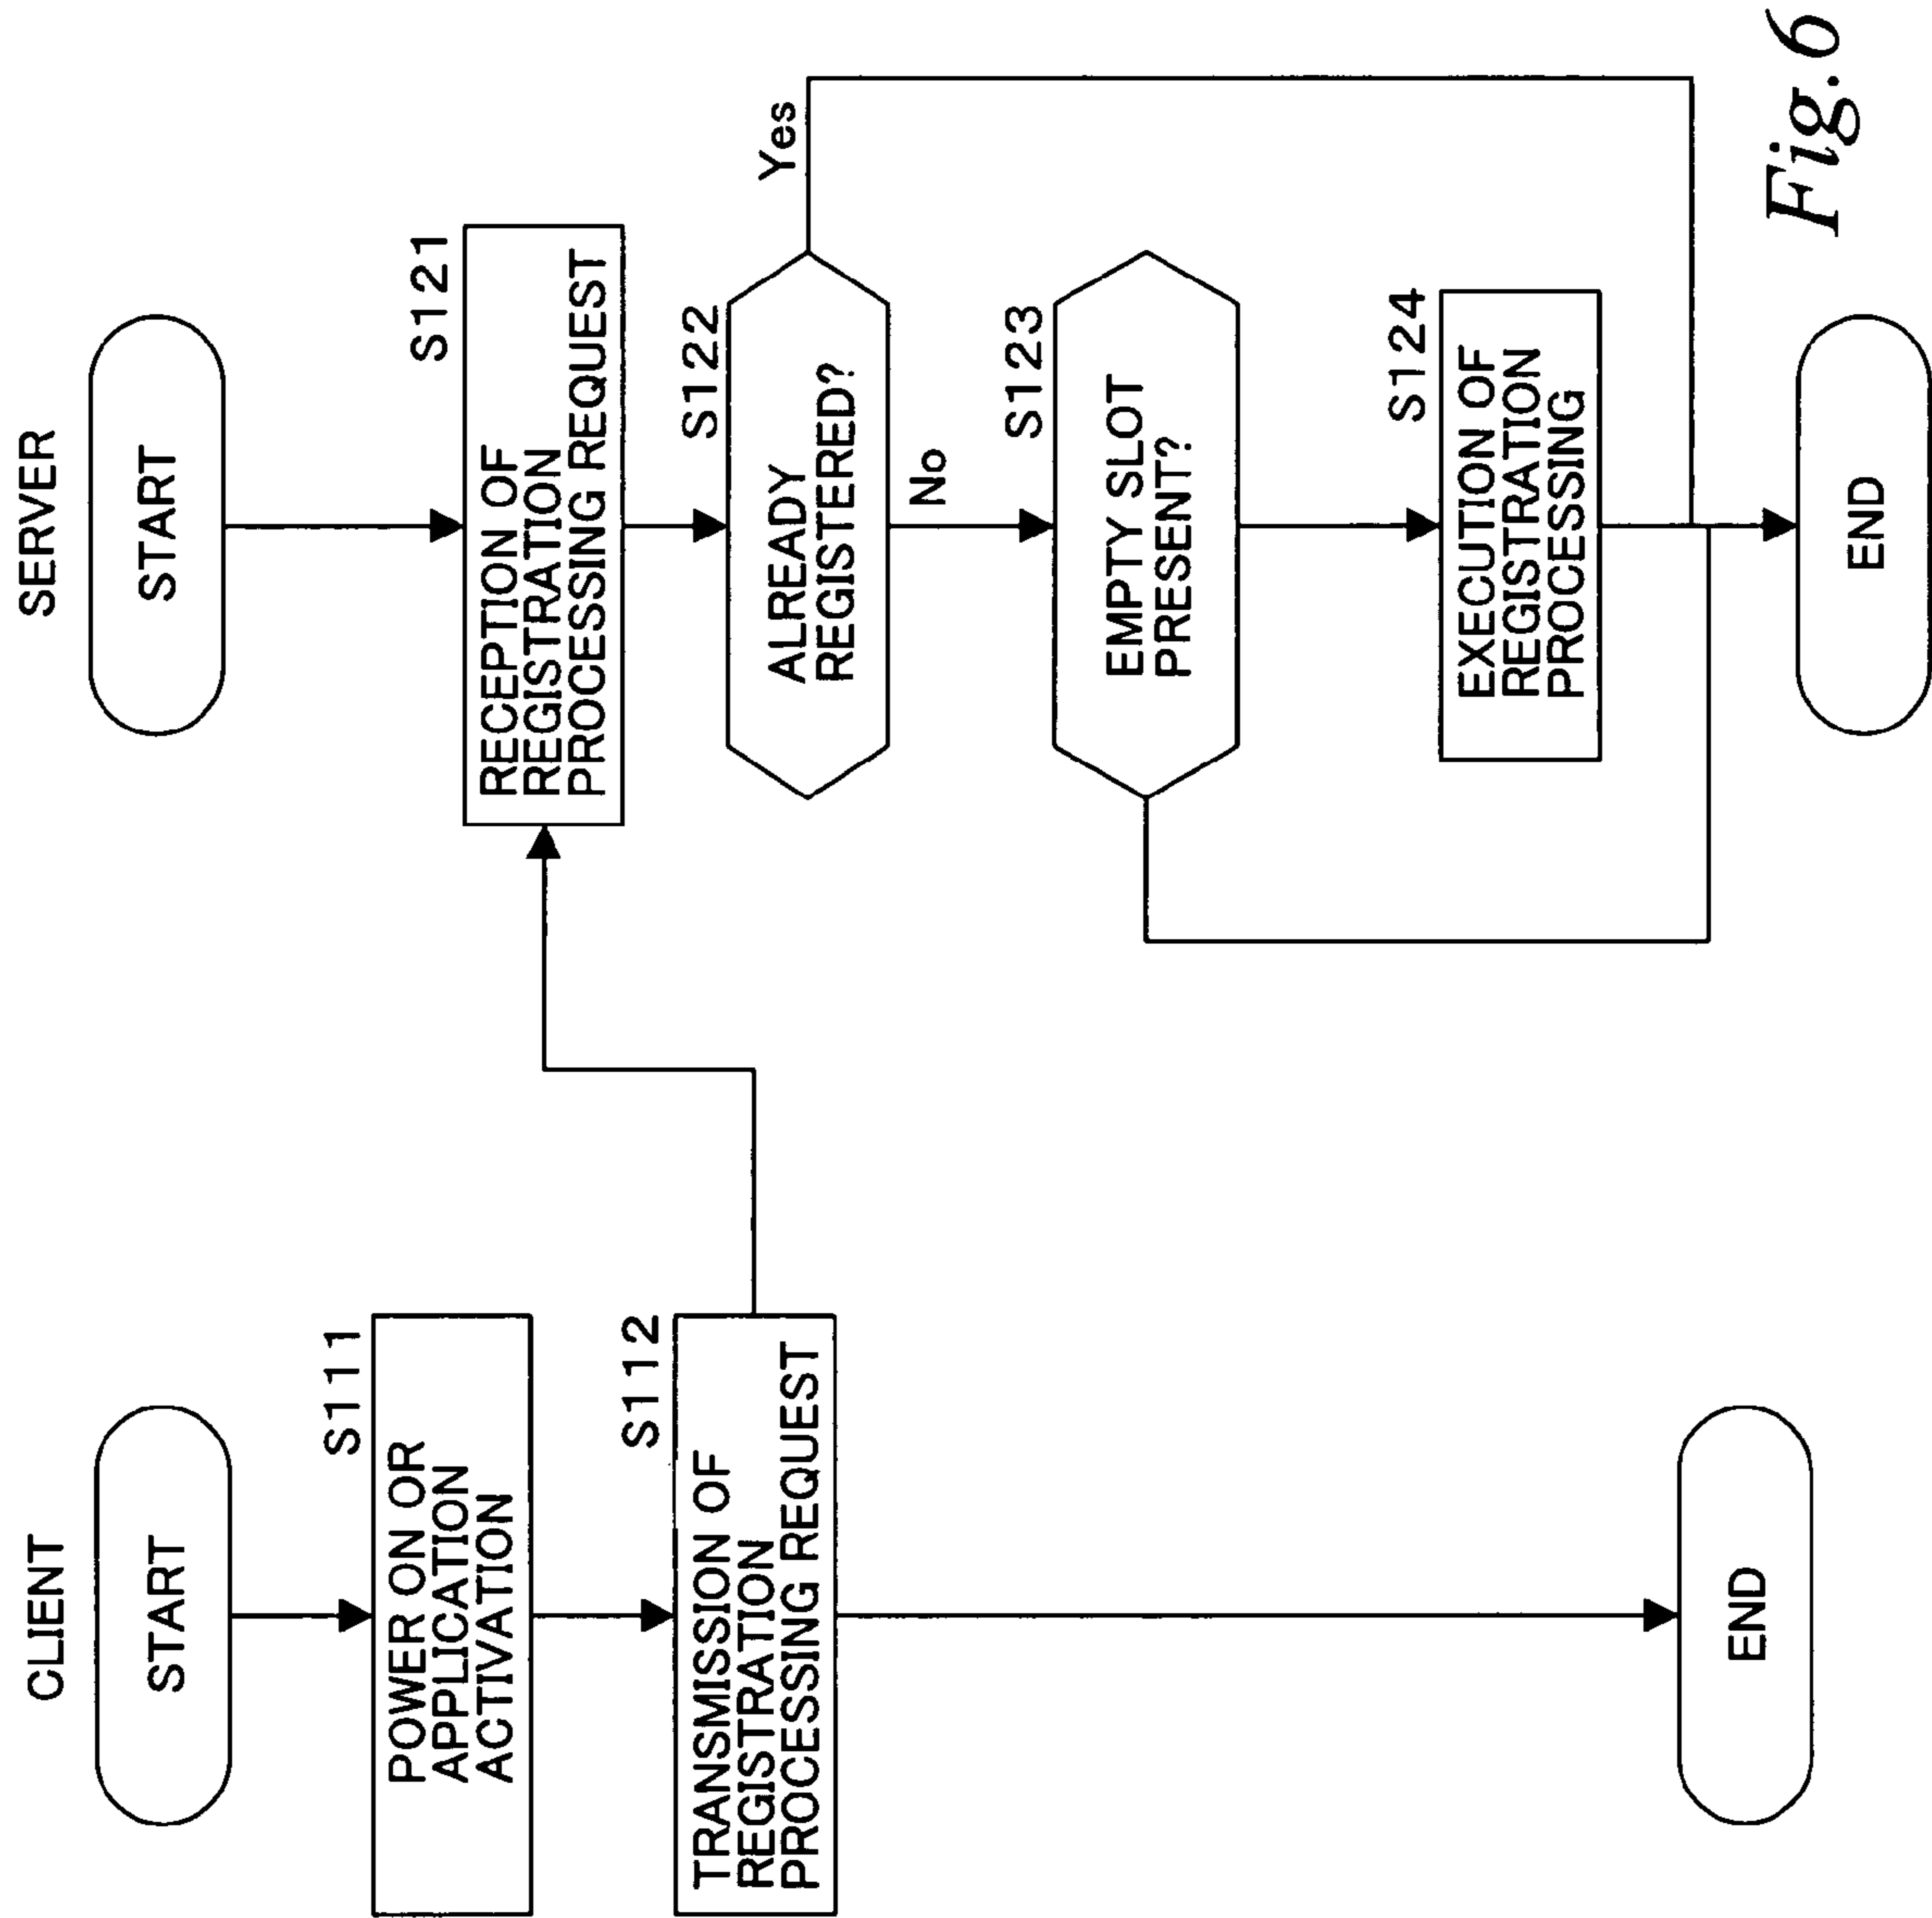 CLIENT
START
S111
POWER ON OR
APPLICATION
ACTIVATION
S112
TRANSMISSION OF
REGISTRATION
PROCESSING REQUEST
END
SERVER
START
S121
RECEPTION OF
REGISTRATION
PROCESSING REQUEST
S122
ALREADY
REGISTERED?
Yes
No
S123
EMPTY SLOT
PRESENT?
S124
EXECUTION OF
REGISTRATION
PROCESSING
END
Fig.6